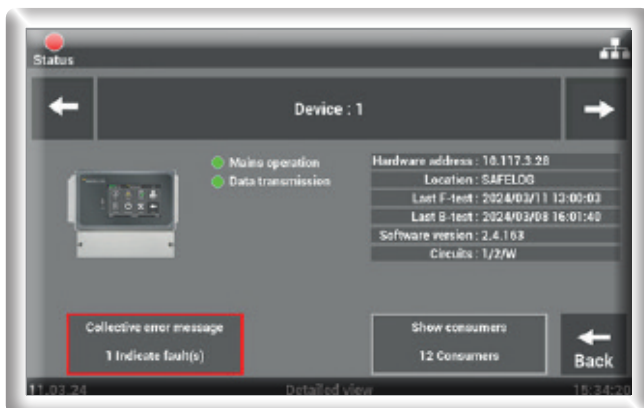 Status
Device : 1
Mains operation
Data transmission
Hardware address : 10.117.3.28
Location : SAFELOG
Last F-test : 2024/03/11 13:00:03
Last B-test : 2024/03/08 16:01:40
Software version : 2.4.163
Circuits : 1/2/W
Collective error message
1 Indicate fault(s)
Show consumers
12 Consumers
Back
11.03.24
Detailed view
15:34:20